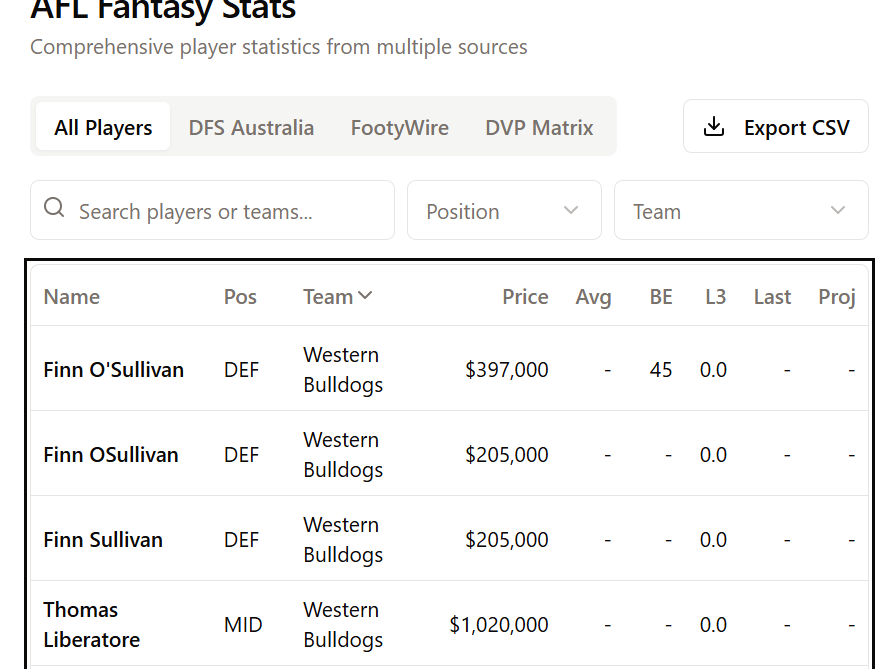 AFL Fantasy Stats
Comprehensive player statistics from multiple sources
All Players DFS Australia FootyWire DVP Matrix Export CSV
Search players or teams... Position Team
Name Pos Team Price Avg BE L3 Last Proj
Finn O'Sullivan DEF Western Bulldogs $397,000 - 45 0.0 - -
Finn OSullivan DEF Western Bulldogs $205,000 - - 0.0 - -
Finn Sullivan DEF Western Bulldogs $205,000 - - 0.0 - -
Thomas Liberatore MID Western Bulldogs $1,020,000 - - 0.0 - -